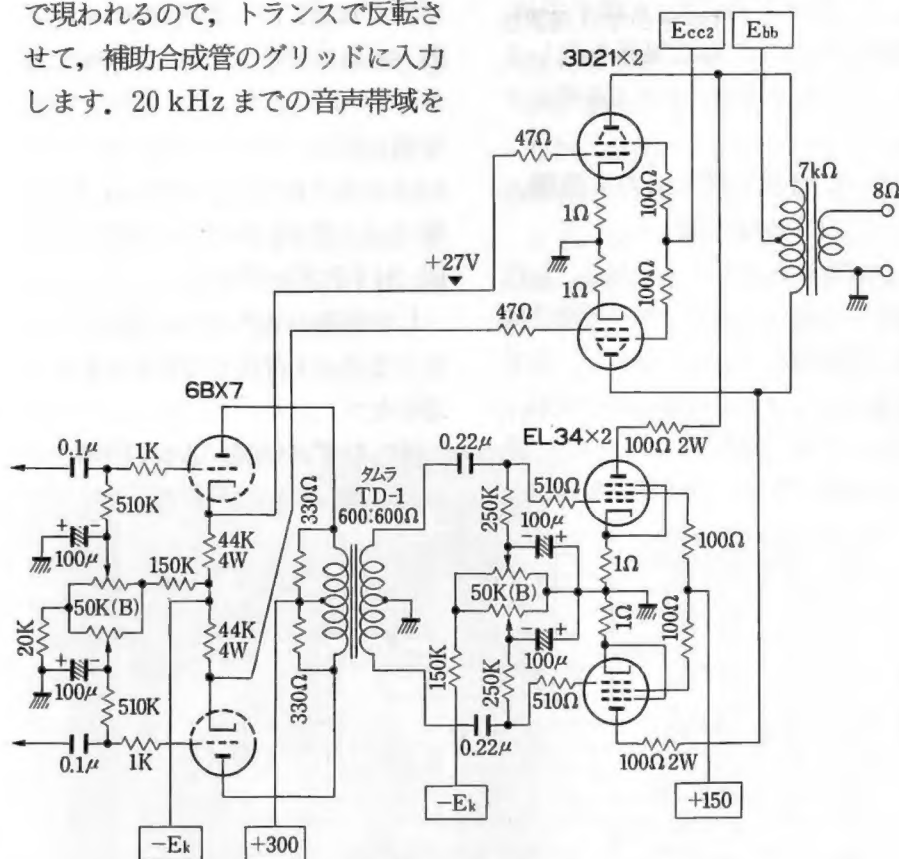 で現われるので，トランスで反転さ
せて，補助合成管のグリッドに入力
します．20 kHz までの音声帯域を
Ecc2
Ebb
3D21×2
47Ω
100Ω
7kΩ
8Ω
1Ω
+27V
1Ω
100Ω
47Ω
6BX7
100Ω 2W
EL34×2
0.1μ
1K
330Ω
タムラ
TD-1
600:600Ω
0.22μ
510K
250K
510Ω
100μ
100μ
44K
4W
100Ω
150K
1Ω
50K(B)
50K(B)
20K
44K
4W
1Ω
100Ω
100μ
330Ω
150K
250K
100μ
510K
510Ω
0.1μ
1K
0.22μ
100Ω 2W
-Ek
+300
-Ek
+150